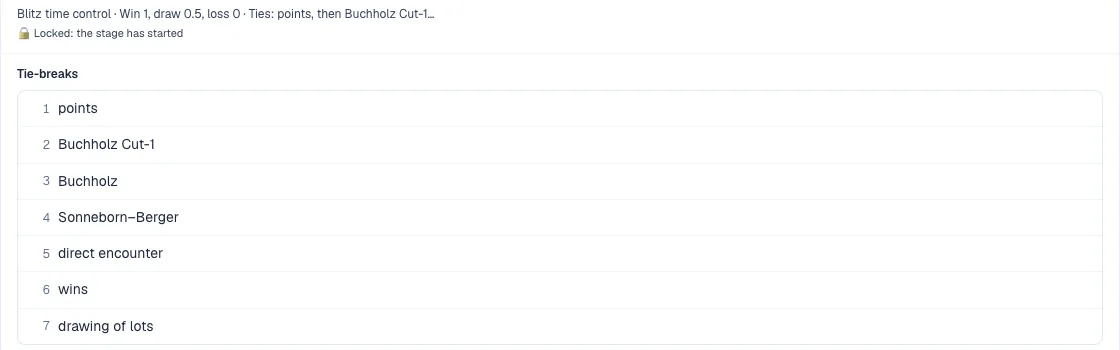 Blitz time control · Win 1, draw 0.5, loss 0 · Ties: points, then Buchholz Cut-1…
🔒 Locked: the stage has started
Tie-breaks
1 points
2 Buchholz Cut-1
3 Buchholz
4 Sonneborn–Berger
5 direct encounter
6 wins
7 drawing of lots